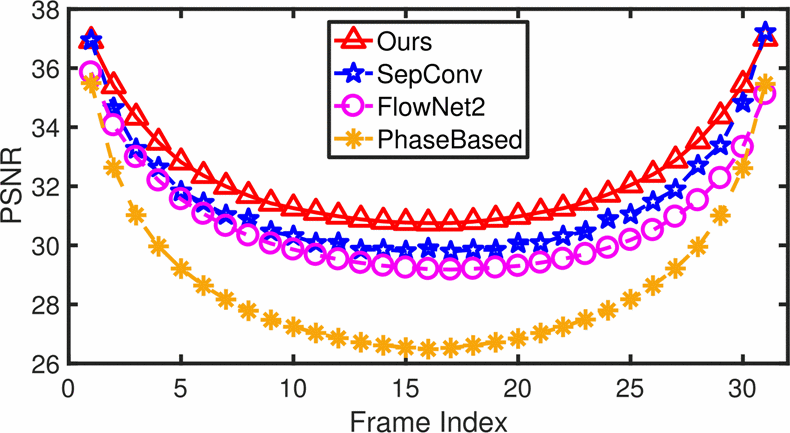 38
36
34
32
30
28
26
PSNR
Ours
SepConv
FlowNet2
PhaseBased
0 5 10 15 20 25 30
Frame Index